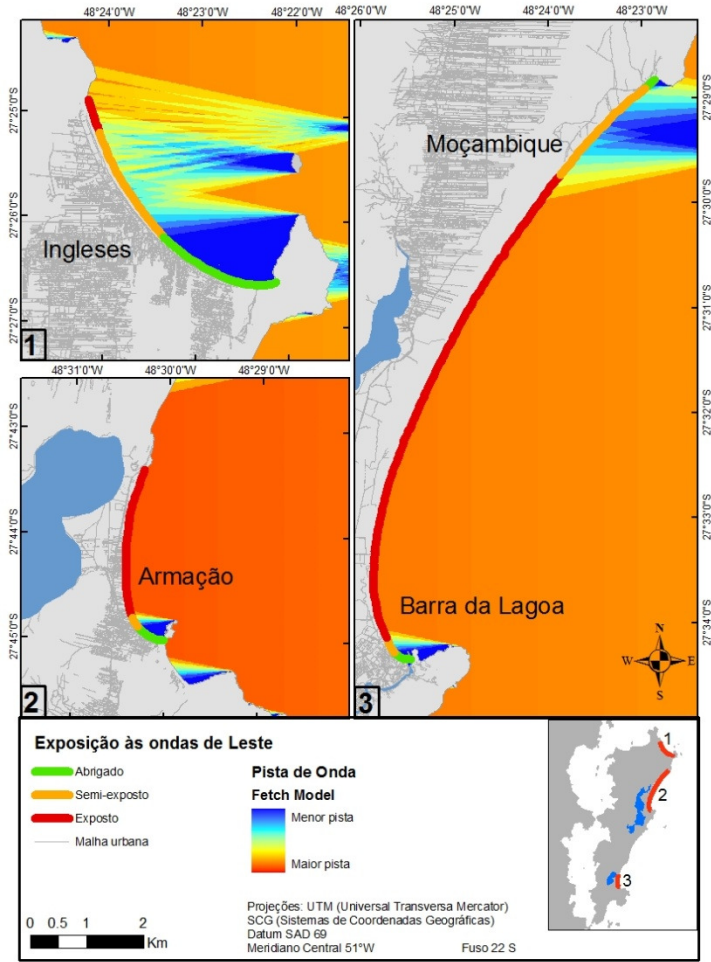 48°24'0"W 48°23'0"W 48°22'0"W
27°25'0"S
27°26'0"S
27°27'0"S
Ingleses
1
48°31'0"W 48°30'0"W 48°29'0"W
27°43'0"S
27°44'0"S
27°45'0"S
Armação
2
48°26'0"W 48°25'0"W 48°24'0"W 48°23'0"W
27°29'0"S
27°30'0"S
27°31'0"S
27°32'0"S
27°33'0"S
27°34'0"S
Moçambique
Barra da Lagoa
N
W E
S
3
Exposição às ondas de Leste
Abrigado
Semi-exposto
Exposto
Malha urbana
Pista de Onda
Fetch Model
Menor pista
Maior pista
0 0.5 1 2
Km
Projeções: UTM (Universal Transversa Mercator)
SCG (Sistemas de Coordenadas Geográficas)
Datum SAD 69
Meridiano Central 51°W Fuso 22 S
1
2
3